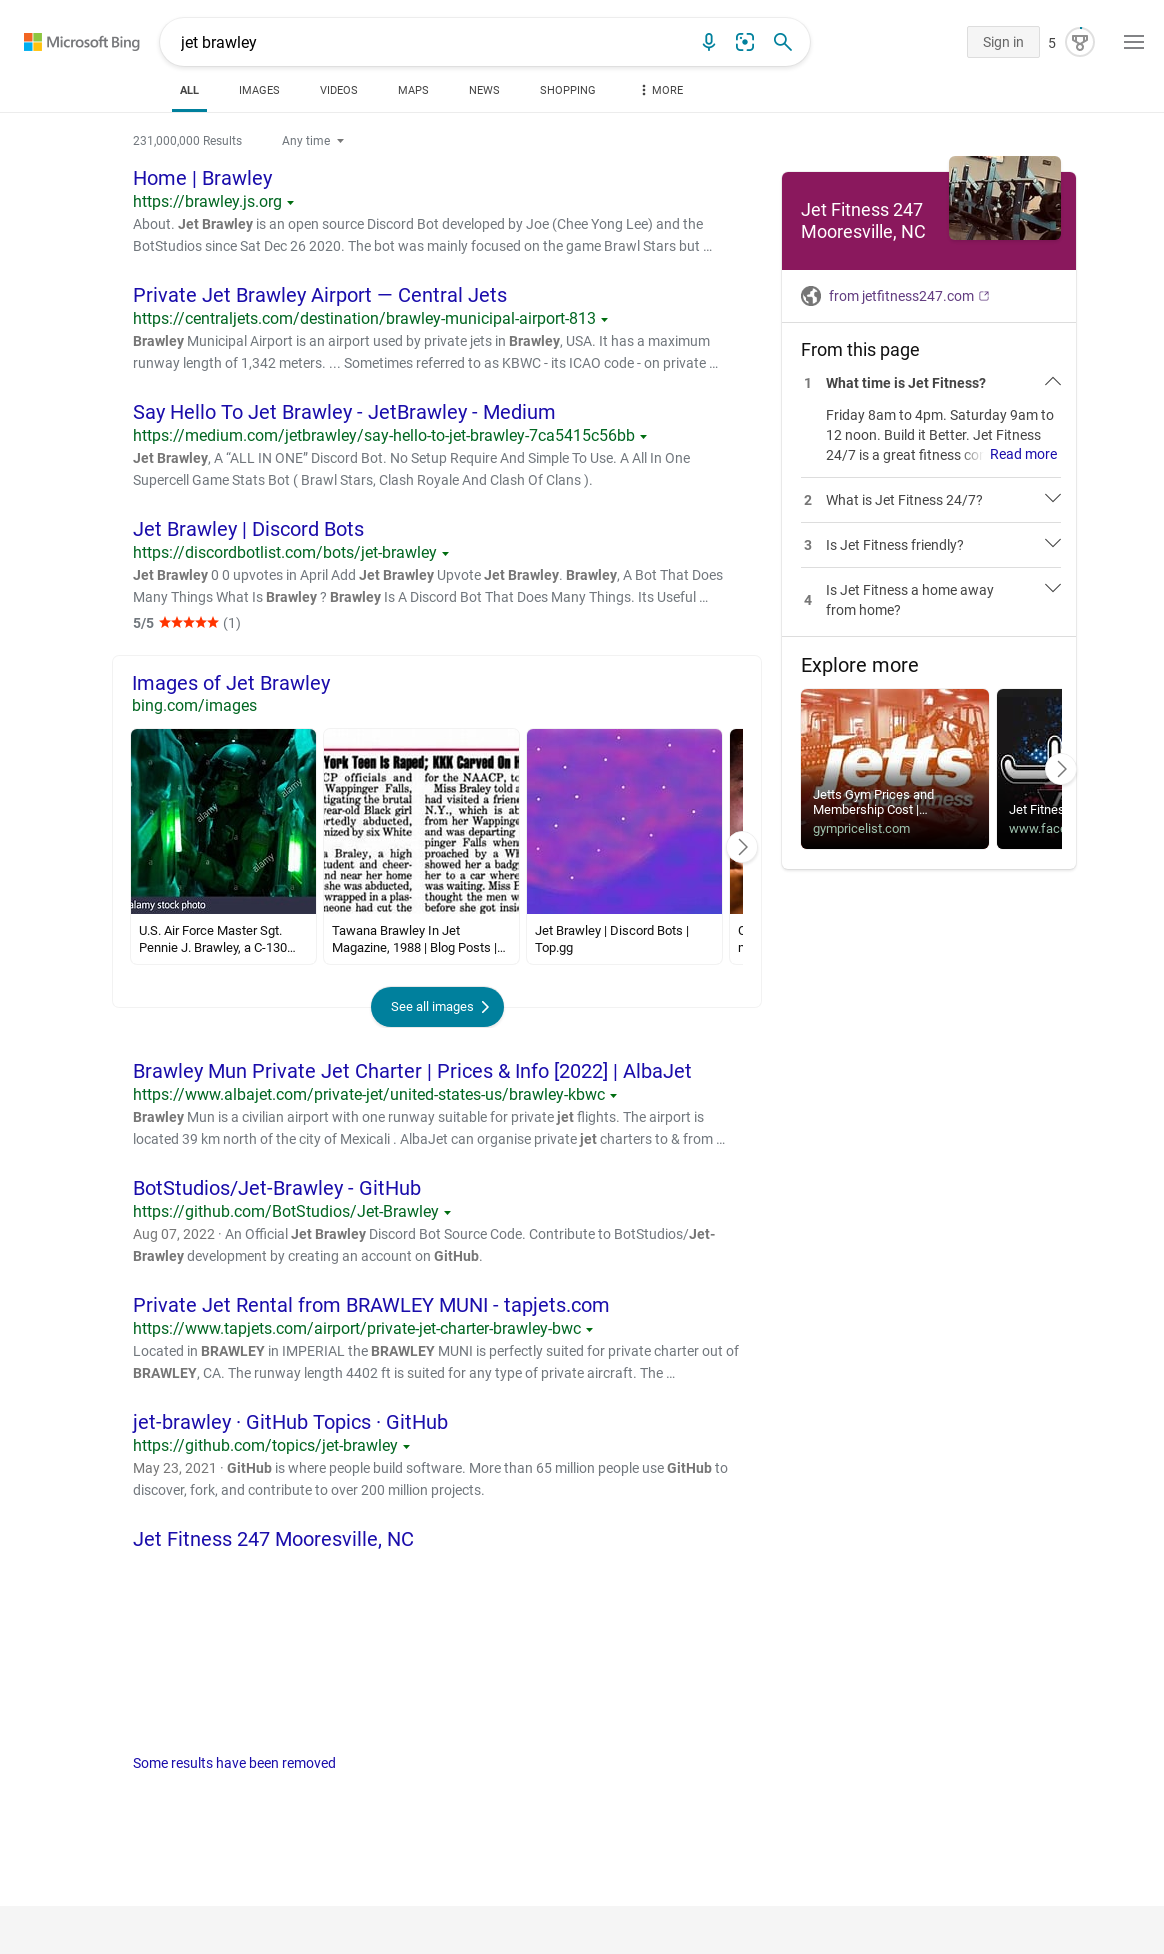 Microsoft Bing
jet brawley
Sign in
5
ALL
IMAGES
VIDEOS
MAPS
NEWS
SHOPPING
MORE
231,000,000 Results
Any time
Home | Brawley
https://brawley.js.org
About. Jet Brawley is an open source Discord Bot developed by Joe (Chee Yong Lee) and the
BotStudios since Sat Dec 26 2020. The bot was mainly focused on the game Brawl Stars but ...
Private Jet Brawley Airport — Central Jets
https://centraljets.com/destination/brawley-municipal-airport-813
Brawley Municipal Airport is an airport used by private jets in Brawley, USA. It has a maximum
runway length of 1,342 meters. ... Sometimes referred to as KBWC - its ICAO code - on private ...
Say Hello To Jet Brawley - JetBrawley - Medium
https://medium.com/jetbrawley/say-hello-to-jet-brawley-7ca5415c56bb
Jet Brawley, A “ALL IN ONE” Discord Bot. No Setup Require And Simple To Use. A All In One
Supercell Game Stats Bot ( Brawl Stars, Clash Royale And Clash Of Clans ).
Jet Brawley | Discord Bots
https://discordbotlist.com/bots/jet-brawley
Jet Brawley 0 0 upvotes in April Add Jet Brawley Upvote Jet Brawley. Brawley, A Bot That Does
Many Things What Is Brawley ? Brawley Is A Discord Bot That Does Many Things. Its Useful ...
5/5 ★★★★★ (1)
Images of Jet Brawley
bing.com/images
alamy
alamy
alamy stock photo
U.S. Air Force Master Sgt.
Pennie J. Brawley, a C-130...
York Teen Is Raped; KKK Carved On H
CP officials and
Wappinger Falls,
tigating the brutal
year-old Black girl
ortedly abducted,
mized by six White
a Braley, a high
tudent and cheer-
nd near her home
she was abducted,
wrapped in a plas-
meone had cut the
for the NAACP, to
Miss Braley told a
had visited a friend
N.Y., which is ab
from her Wapping
and was departing
pinger Falls when
proached by a Wh
showed her a badg
her to a car where
was waiting. Miss B
thought the men w
before she got insid
Tawana Brawley In Jet
Magazine, 1988 | Blog Posts |...
Jet Brawley | Discord Bots |
Top.gg
See all images
Brawley Mun Private Jet Charter | Prices & Info [2022] | AlbaJet
https://www.albajet.com/private-jet/united-states-us/brawley-kbwc
Brawley Mun is a civilian airport with one runway suitable for private jet flights. The airport is
located 39 km north of the city of Mexicali . AlbaJet can organise private jet charters to & from ...
BotStudios/Jet-Brawley - GitHub
https://github.com/BotStudios/Jet-Brawley
Aug 07, 2022 · An Official Jet Brawley Discord Bot Source Code. Contribute to BotStudios/Jet-
Brawley development by creating an account on GitHub.
Private Jet Rental from BRAWLEY MUNI - tapjets.com
https://www.tapjets.com/airport/private-jet-charter-brawley-bwc
Located in BRAWLEY in IMPERIAL the BRAWLEY MUNI is perfectly suited for private charter out of
BRAWLEY, CA. The runway length 4402 ft is suited for any type of private aircraft. The ...
jet-brawley · GitHub Topics · GitHub
https://github.com/topics/jet-brawley
May 23, 2021 · GitHub is where people build software. More than 65 million people use GitHub to
discover, fork, and contribute to over 200 million projects.
Jet Fitness 247 Mooresville, NC
Some results have been removed
Jet Fitness 247
Mooresville, NC
from jetfitness247.com
From this page
1 What time is Jet Fitness?
Friday 8am to 4pm. Saturday 9am to
12 noon. Build it Better. Jet Fitness
24/7 is a great fitness co Read more
2 What is Jet Fitness 24/7?
3 Is Jet Fitness friendly?
4 Is Jet Fitness a home away
from home?
Explore more
jetts
fitness
Jetts Gym Prices and
Membership Cost |...
gympricelist.com
Jet Fitnes
www.face